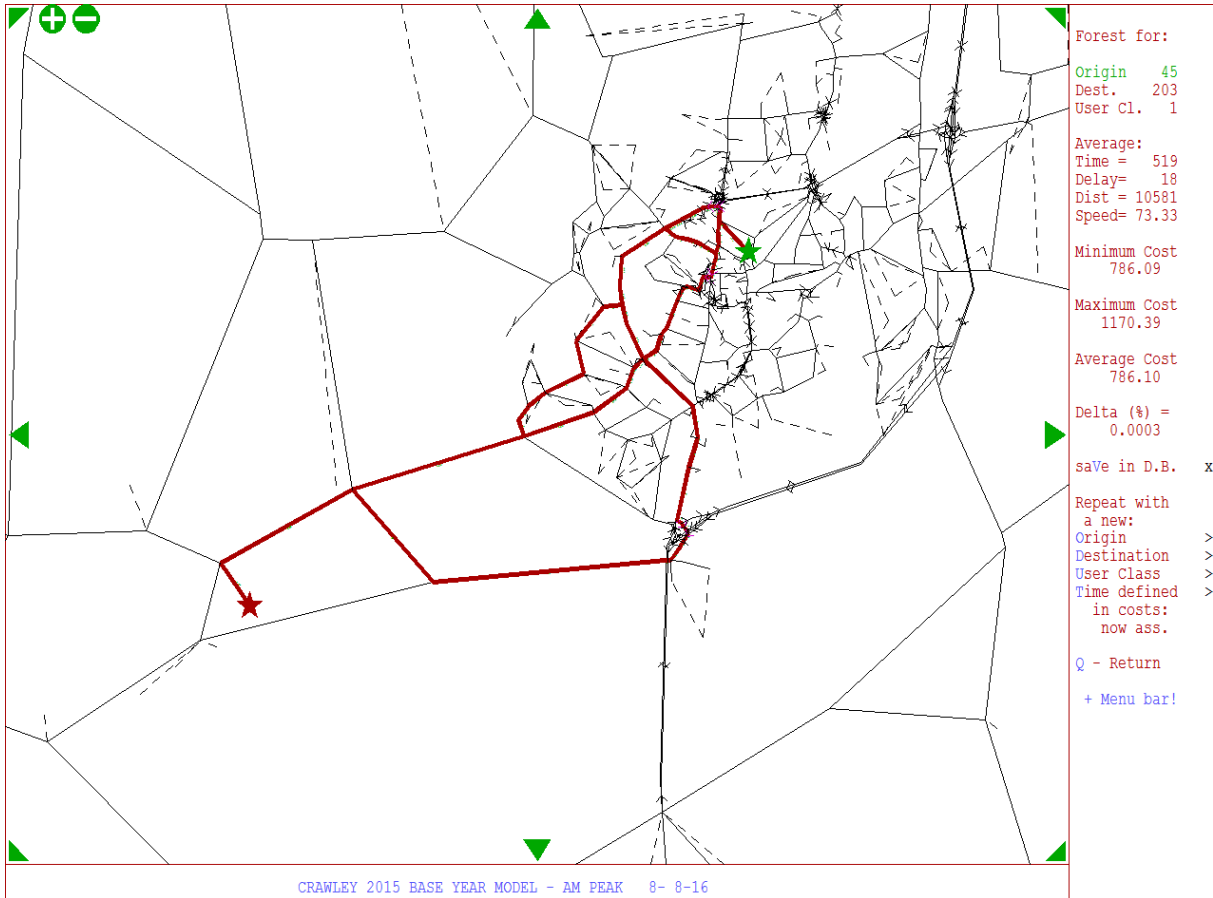 Forest for:
Origin 45
Dest. 203
User Cl. 1
Average:
Time = 519
Delay= 18
Dist = 10581
Speed= 73.33
Minimum Cost
786.09
Maximum Cost
1170.39
Average Cost
786.10
Delta (%) =
0.0003
saVe in D.B. x
Repeat with
a new:
Origin >
Destination >
User Class >
Time defined >
in costs:
now ass.
Q - Return
+ Menu bar!
CRAWLEY 2015 BASE YEAR MODEL - AM PEAK 8- 8-16